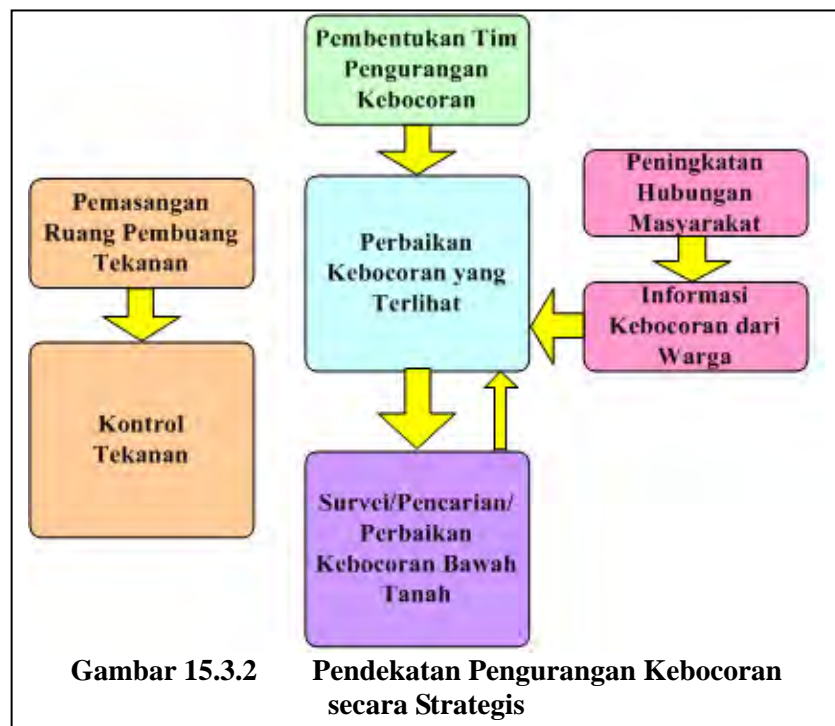 Pembentukan Tim
Pengurangan
Kebocoran
Pemasangan
Ruang Pembuang
Tekanan
Kontrol
Tekanan
Perbaikan
Kebocoran yang
Terlihat
Peningkatan
Hubungan
Masyarakat
Informasi
Kebocoran dari
Warga
Survei/Pencarian/
Perbaikan
Kebocoran Bawah
Tanah
Gambar 15.3.2 Pendekatan Pengurangan Kebocoran
secara Strategis